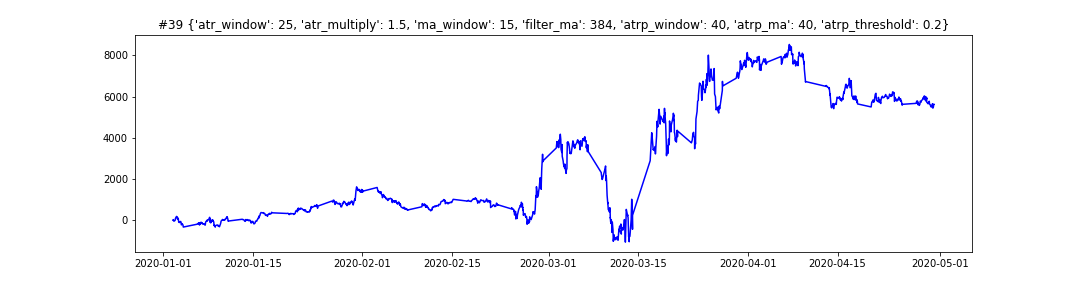 #39 {'atr_window': 25, 'atr_multiply': 1.5, 'ma_window': 15, 'filter_ma': 384, 'atrp_window': 40, 'atrp_ma': 40, 'atrp_threshold': 0.2}
8000
6000
4000
2000
0
2020-01-01 2020-01-15 2020-02-01 2020-02-15 2020-03-01 2020-03-15 2020-04-01 2020-04-15 2020-05-01